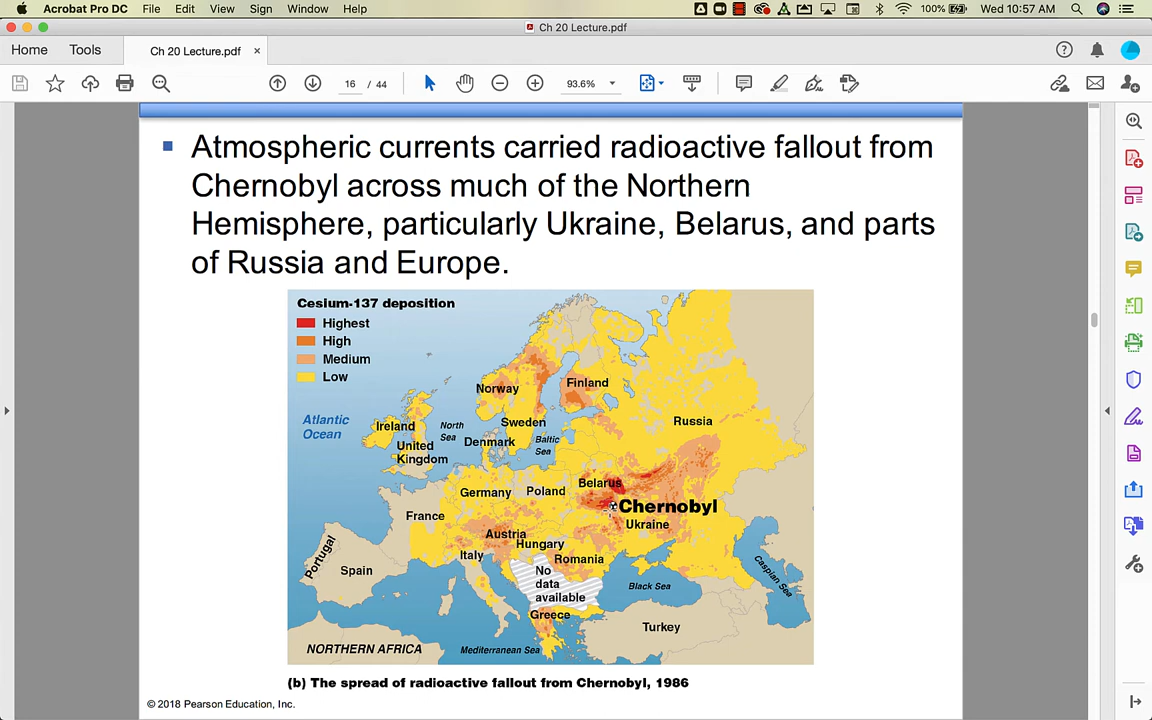 Acrobat Pro DC File Edit View Sign Window Help 100% Wed 10:57 AM
Ch 20 Lecture.pdf
Home Tools Ch 20 Lecture.pdf ×
16 / 44 93.6%
Atmospheric currents carried radioactive fallout from
Chernobyl across much of the Northern
Hemisphere, particularly Ukraine, Belarus, and parts
of Russia and Europe.
Cesium-137 deposition
Highest
High
Medium
Low
Norway
Finland
Atlantic
Ocean
Ireland
North
Sea
Sweden
Russia
United
Kingdom
Denmark
Baltic
Sea
Germany
Poland
Belarus
Chernobyl
France
Ukraine
Austria
Hungary
Italy
Romania
Portugal
Spain
No
data
available
Black Sea
Caspian Sea
Greece
Turkey
NORTHERN AFRICA
Mediterranean Sea
(b) The spread of radioactive fallout from Chernobyl, 1986
© 2018 Pearson Education, Inc.